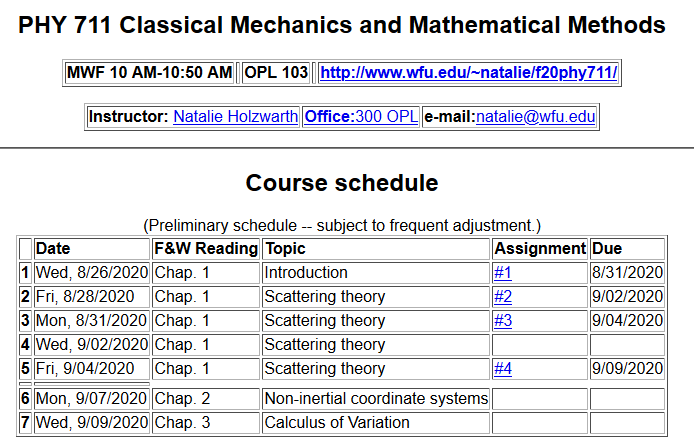 PHY 711 Classical Mechanics and Mathematical Methods
MWF 10 AM-10:50 AM OPL 103 http://www.wfu.edu/~natalie/f20phy711/
Instructor: Natalie Holzwarth Office:300 OPL e-mail:natalie@wfu.edu
Course schedule
(Preliminary schedule -- subject to frequent adjustment.)
Date F&W Reading Topic Assignment Due
1 Wed, 8/26/2020 Chap. 1 Introduction #1 8/31/2020
2 Fri, 8/28/2020 Chap. 1 Scattering theory #2 9/02/2020
3 Mon, 8/31/2020 Chap. 1 Scattering theory #3 9/04/2020
4 Wed, 9/02/2020 Chap. 1 Scattering theory
5 Fri, 9/04/2020 Chap. 1 Scattering theory #4 9/09/2020
6 Mon, 9/07/2020 Chap. 2 Non-inertial coordinate systems
7 Wed, 9/09/2020 Chap. 3 Calculus of Variation